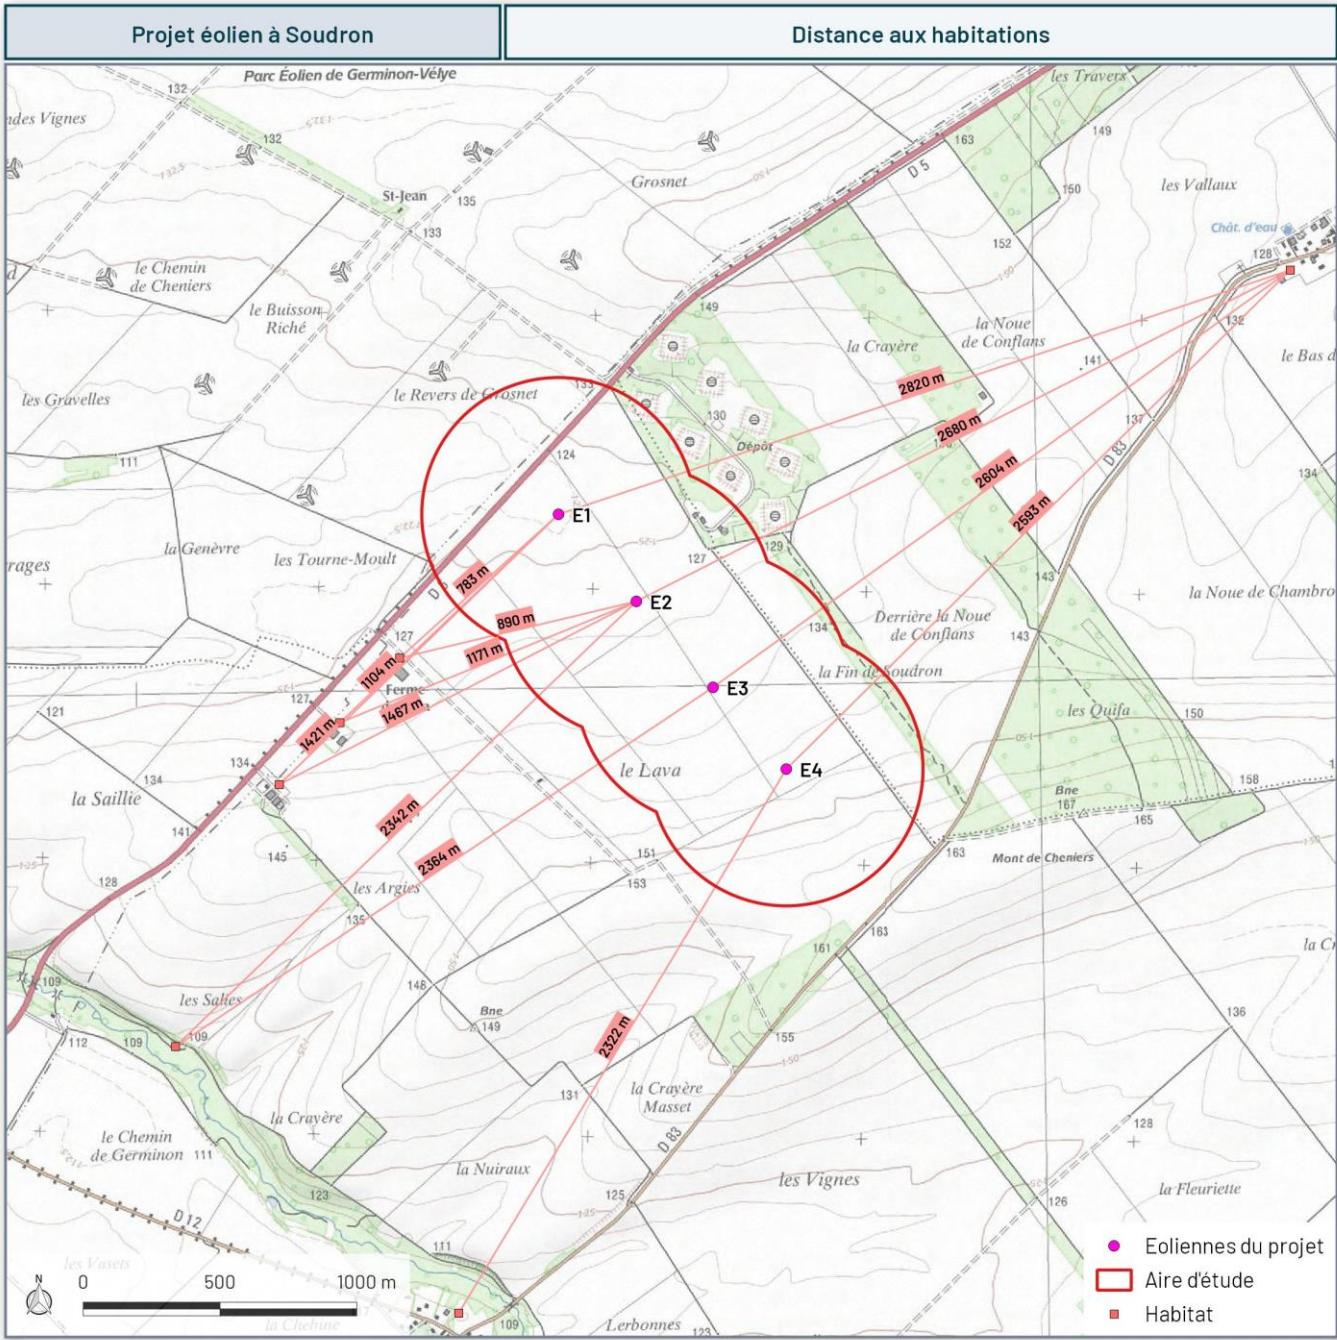 Projet éolien à Soudron
Distance aux habitations
Parc Éolien de Germinon-Vélye
les Travers
132
ndes Vignes
132
163
149
D 5
Grosnet
les Vallaux
150
St-Jean
135
133
152
Chât. d'eau
128
le Chemin
de Cheniers
le Buisson
Riché
149
132
la Noue
de Conflans
la Crayère
141
le Bas d
133
le Revers de Grosnet
les Gravelles
2820 m
130
137
2680 m
Dépôt
D 83
111
124
2604 m
134
2593 m
E1
la Genèvre
les Tourne-Moult
127
129
rages
783 m
143
D 5
E2
la Noue de Chambro
890 m
134
Derrière la Noue
de Conflans
143
127
1171 m
1104 m
la Fin de Soudron
Ferme
E3
127
1467 m
121
les Quifa
150
1421 m
134
134
le Lava
E4
158
la Saillie
Bne
167
2342 m
165
141
145
2364 m
151
163
Mont de Cheniers
153
128
les Argies
135
163
161
la Cr
109
148
les Salies
Bne
149
136
109
2322 m
112
109
155
131
la Crayère
Masset
la Crayère
128
le Chemin
de Germinon
111
D 83
la Nuiraux
les Vignes
la Fleuriette
123
125
126
D 12
111
Eoliennes du projet
les Vasets
N
0
500
1000 m
Aire d'étude
Habitat
la Chehine
109
Lerbonnes
123